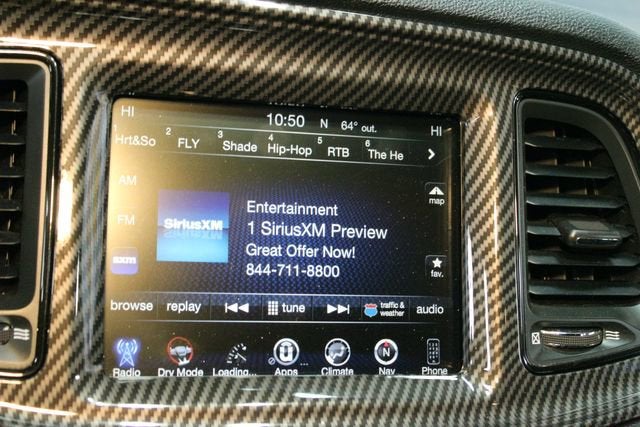 HI 10:50 N 64° out. HI
1 Hrt&So 2 FLY 3 Shade 4 Hip-Hop 5 RTB 6 The He
AM
map
SiriusXM
Entertainment
FM
1 SiriusXM Preview
Great Offer Now!
sxm
844-711-8800
fav.
browse replay tune traffic & weather audio
Radio Drv Mode Loading... Apps ... Climate Nav Phone